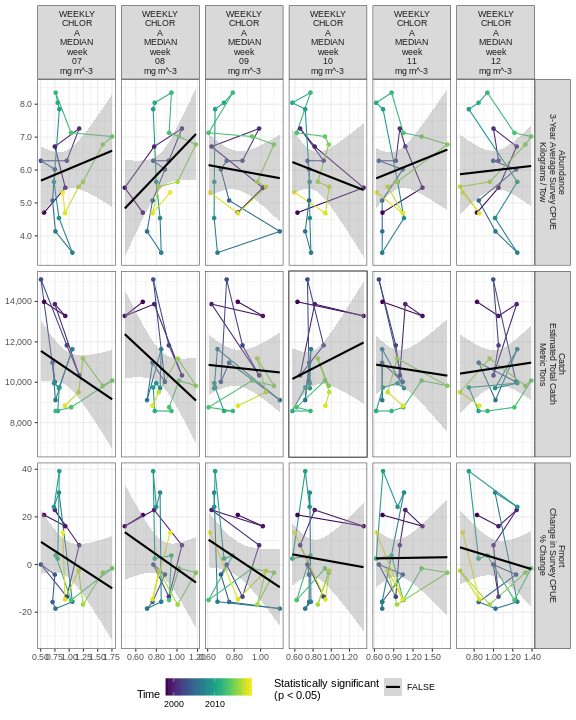 WEEKLY
CHLOR
A
MEDIAN
week
07
mg m^-3
WEEKLY
CHLOR
A
MEDIAN
week
08
mg m^-3
WEEKLY
CHLOR
A
MEDIAN
week
09
mg m^-3
WEEKLY
CHLOR
A
MEDIAN
week
10
mg m^-3
WEEKLY
CHLOR
A
MEDIAN
week
11
mg m^-3
WEEKLY
CHLOR
A
MEDIAN
week
12
mg m^-3
8.0
7.0
6.0
5.0
4.0
Abundance
3-Year Average Survey CPUE
Kilograms / Tow
14,000
12,000
10,000
8,000
Catch
Estimated Total Catch
Metric Tons
40
20
0
-20
Fmort
Change in Survey CPUE
% Change
0.50 0.75 1.00 1.25 1.75
0.60 0.80 1.00 1.20
0.60 0.80 1.00
0.60 0.80 1.00 1.20
0.60 0.90 1.20 1.50
0.80 1.00 1.20 1.40
Time
2000 2010
Statistically significant
(p < 0.05)
FALSE